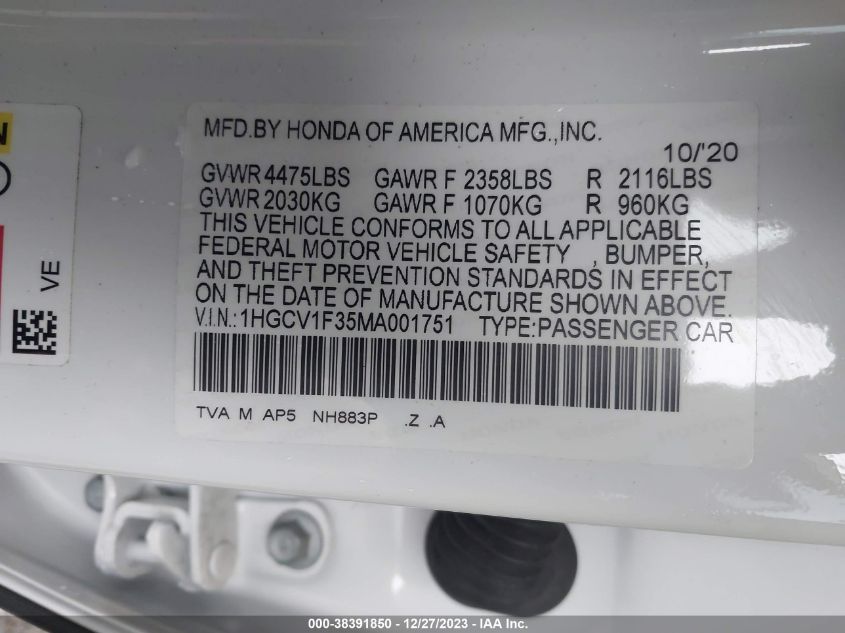 MFD.BY HONDA OF AMERICA MFG.,INC.
10/'20
GVWR 4475LBS GAWR F 2358LBS R 2116LBS
GVWR 2030KG GAWR F 1070KG R 960KG
THIS VEHICLE CONFORMS TO ALL APPLICABLE
FEDERAL MOTOR VEHICLE SAFETY , BUMPER,
AND THEFT PREVENTION STANDARDS IN EFFECT
ON THE DATE OF MANUFACTURE SHOWN ABOVE.
V.I.N.:1HGCV1F35MA001751 TYPE:PASSENGER CAR
TVA M AP5 NH883P .Z .A
VE
000-38391850 / 12/27/2023 - IAA Inc.